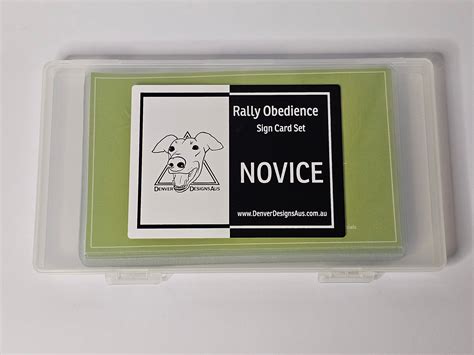 Rally Obedience
Sign Card Set
NOVICE
www.DenverDesignsAus.com.au
Denver DesignsAus